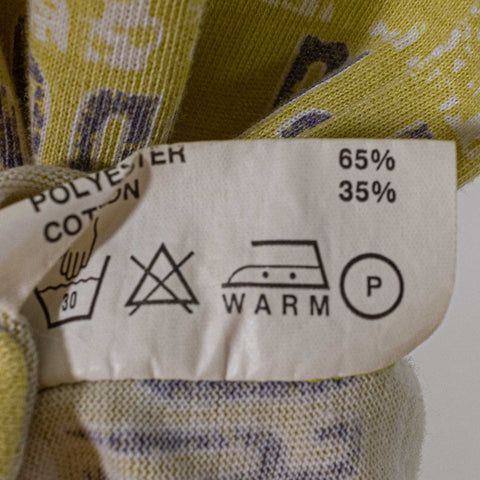 POLYESTER 65%
COTTON 35%
30
P
WARM